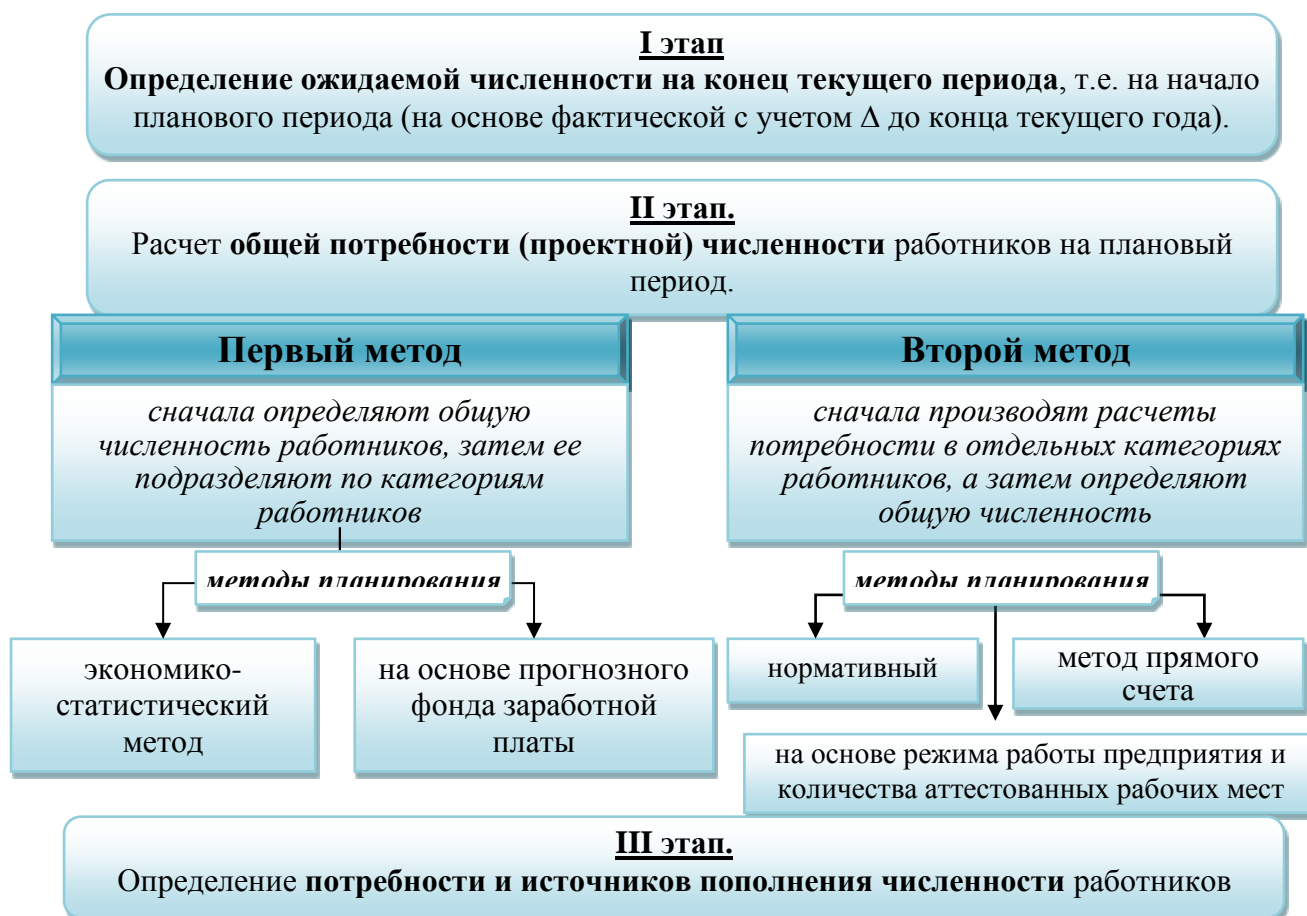 I этап
Определение ожидаемой численности на конец текущего периода, т.е. на начало
планового периода (на основе фактической с учетом Δ до конца текущего года).
II этап.
Расчет общей потребности (проектной) численности работников на плановый
период.
Первый метод
сначала определяют общую
численность работников, затем ее
подразделяют по категориям
работников
методы планирования
экономико-
статистический
метод
на основе прогнозного
фонда заработной
платы
Второй метод
сначала производят расчеты
потребности в отдельных категориях
работников, а затем определяют
общую численность
методы планирования
нормативный
метод прямого
счета
на основе режима работы предприятия и
количества аттестованных рабочих мест
III этап.
Определение потребности и источников пополнения численности работников